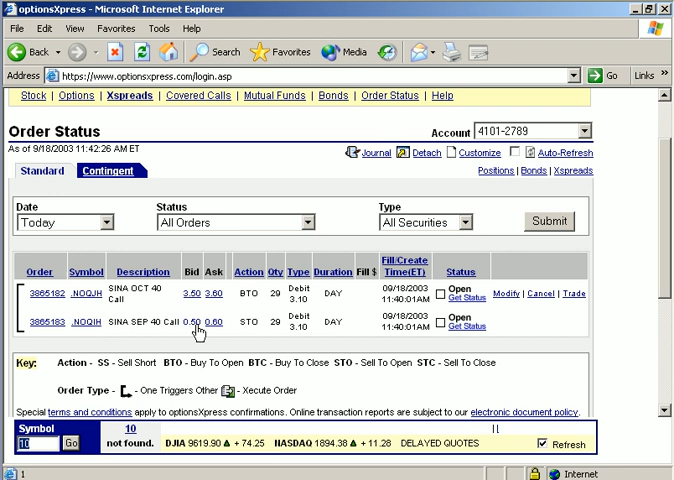 optionsXpress - Microsoft Internet Explorer
File Edit View Favorites Tools Help
Back Search Favorites Media
Address https://www.optionsxpress.com/login.asp Go Links »
Stock | Options | Xspreads | Covered Calls | Mutual Funds | Bonds | Order Status | Help
Order Status Account 4101-2789
As of 9/18/2003 11:42:26 AM ET
Journal Detach Customize Auto-Refresh
Standard Contingent Positions | Bonds | Xspreads
Date Status Type
Today All Orders All Securities Submit
Order Symbol Description Bid Ask Action Qty Type Duration Fill $ Fill/Create Time(ET) Status
3865182 .NOQJH SINA OCT 40 Call 3.50 3.60 BTO 29 Debit 3.10 DAY 09/18/2003 11:40:01AM Open Get Status Modify | Cancel | Trade
3865183 .NOQIH SINA SEP 40 Call 0.50 0.60 STO 29 Debit 3.10 DAY 09/18/2003 11:40:01AM Open Get Status
Key: Action - SS - Sell Short BTO - Buy To Open BTC - Buy To Close STO - Sell To Open STC - Sell To Close
Order Type - - One Triggers Other - Xecute Order
Special terms and conditions apply to optionsXpress confirmations. Online transaction reports are subject to our electronic document policy.
Symbol 10
10 Go not found. DJIA 9619.90 ▲ + 74.25 NASDAQ 1894.38 ▲ + 11.28 DELAYED QUOTES Refresh
1 Internet